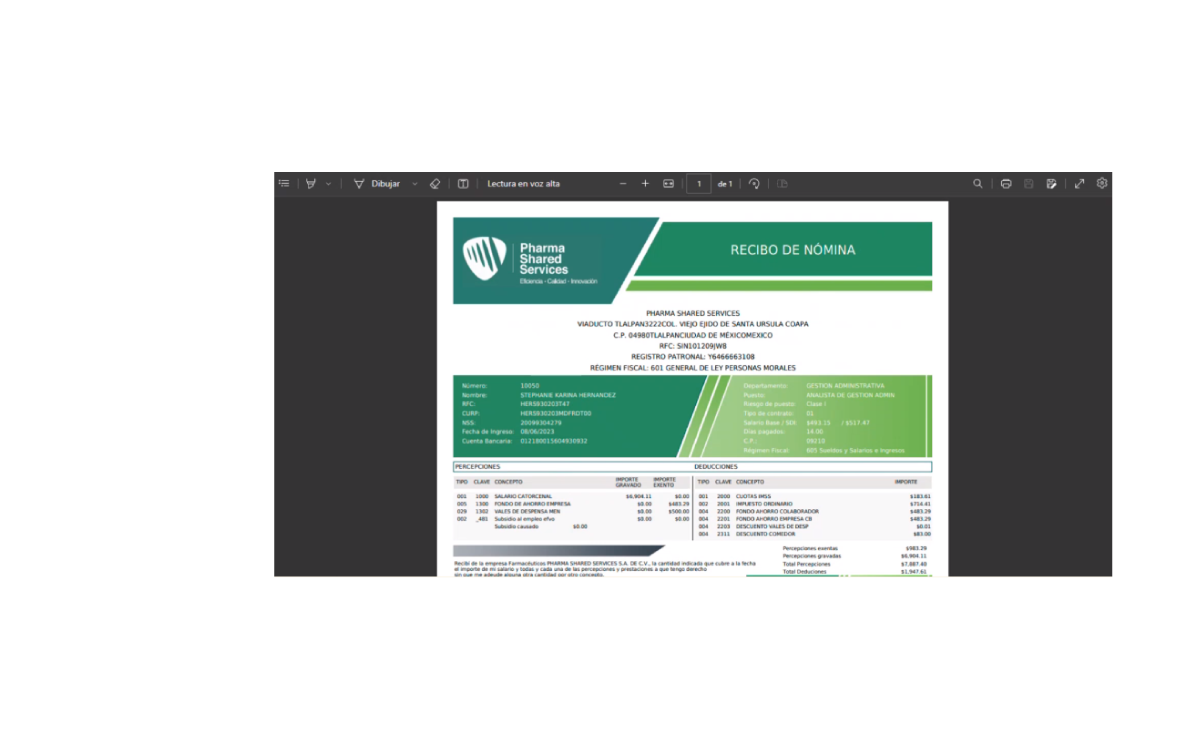 Dibujar
Lectura en voz alta
1 de 1
Pharma
Shared
Services
Eficiencia - Calidad - Innovación
RECIBO DE NÓMINA
PHARMA SHARED SERVICES
VIADUCTO TLALPAN3222COL. VIEJO EJIDO DE SANTA URSULA COAPA
C.P. 04980TLALPANCIUDAD DE MÉXICOMEXICO
RFC: SIN101209JW8
REGISTRO PATRONAL: Y6466663108
RÉGIMEN FISCAL: 601 GENERAL DE LEY PERSONAS MORALES
Número: 10050
Nombre: STEPHANIE KARINA HERNANDEZ
RFC: HERS930203T47
CURP: HERS930203MDFRDT00
NSS: 20099304279
Fecha de Ingreso: 08/06/2023
Cuenta Bancaria: 012180015604930932
Departamento: GESTION ADMINISTRATIVA
Puesto: ANALISTA DE GESTION ADMIN
Riesgo de puesto: Clase I
Tipo de contrato: 01
Salario Base / SDI: $493.15 / $517.47
Días pagados: 14.00
C.P.: 09210
Régimen Fiscal: 605 Sueldos y Salarios e Ingresos
PERCEPCIONES
TIPO CLAVE CONCEPTO IMPORTE GRAVADO IMPORTE EXENTO
001 1000 SALARIO CATORCENAL $6,904.11 $0.00
005 1300 FONDO DE AHORRO EMPRESA $0.00 $483.29
029 1302 VALES DE DESPENSA MEN $0.00 $500.00
002 _481 Subsidio al empleo efvo $0.00 $0.00
Subsidio causado $0.00
DEDUCCIONES
TIPO CLAVE CONCEPTO IMPORTE
001 2000 CUOTAS IMSS $183.61
002 2001 IMPUESTO ORDINARIO $714.41
004 2200 FONDO AHORRO COLABORADOR $483.29
004 2201 FONDO AHORRO EMPRESA CB $483.29
004 2203 DESCUENTO VALES DE DESP $0.01
004 2311 DESCUENTO COMEDOR $83.00
Recibí de la empresa Farmacéuticos PHARMA SHARED SERVICES S.A. DE C.V., la cantidad indicada que cubre a la fecha
el importe de mi salario y todas y cada una de las percepciones y prestaciones a que tengo derecho
sin que me adeude alguna otra cantidad por otro concepto.
Percepciones exentas $983.29
Percepciones gravadas $6,904.11
Total Percepciones $7,887.40
Total Deduciones $1,947.61